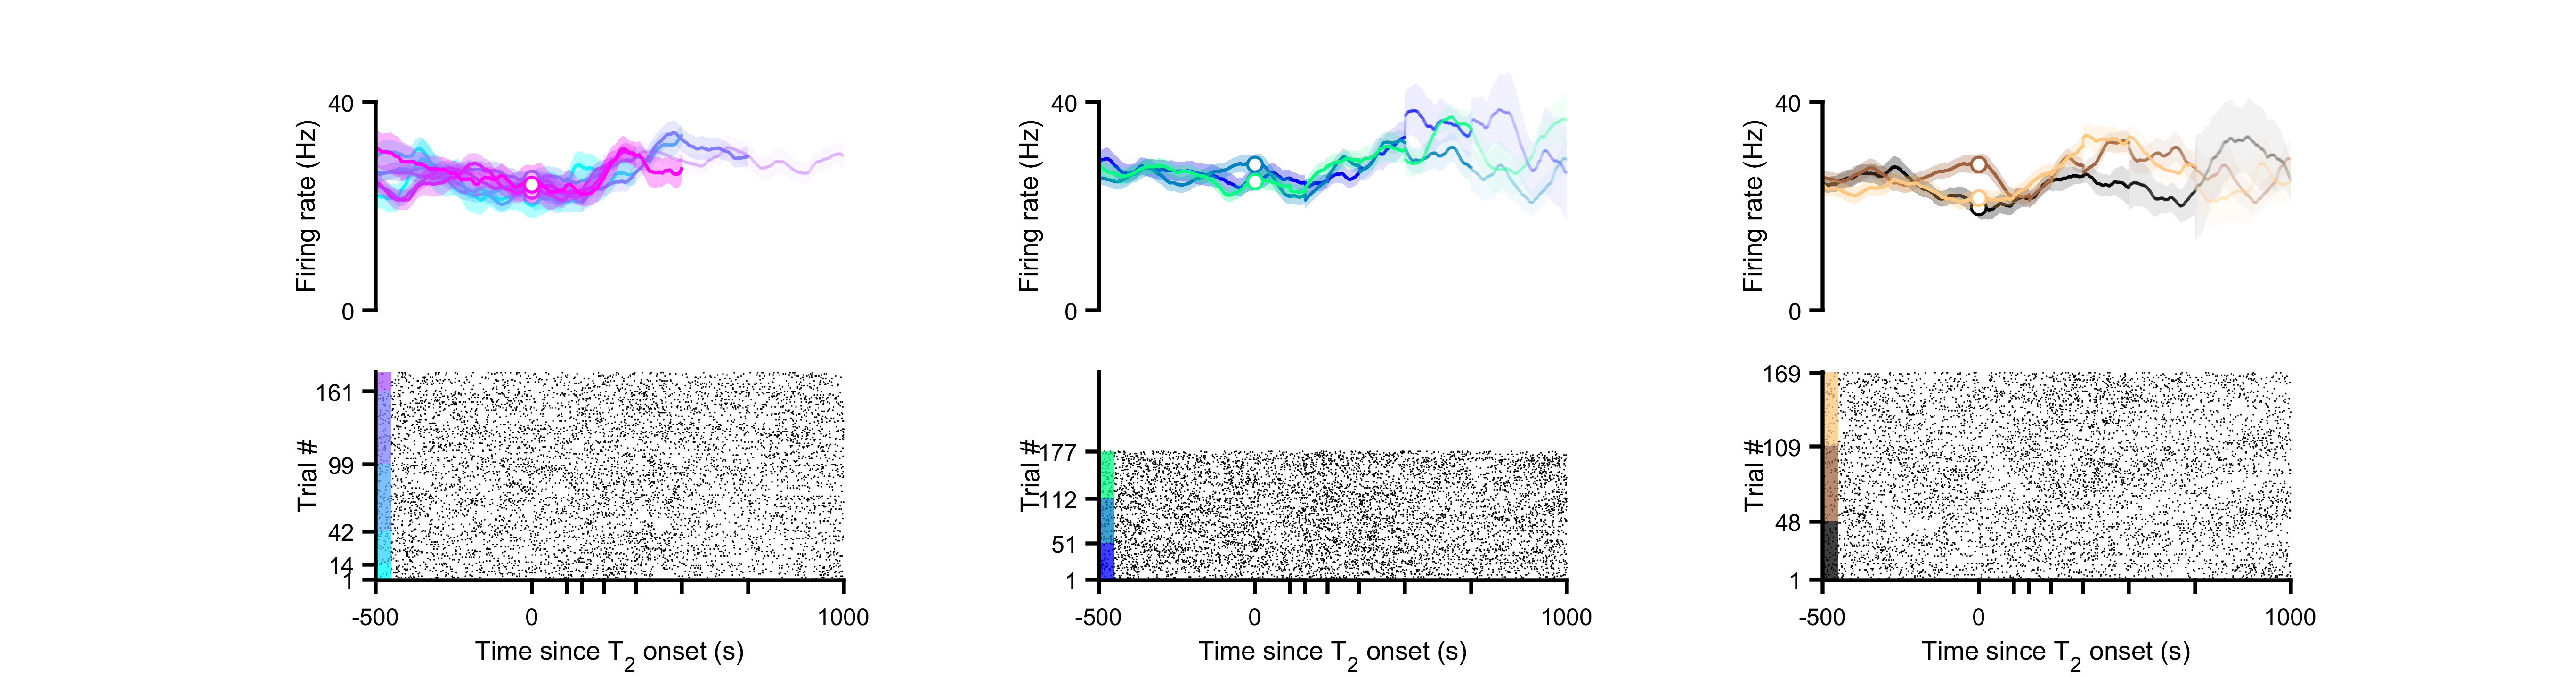 40
Firing rate (Hz)
0
40
Firing rate (Hz)
0
40
Firing rate (Hz)
0
161
99
42
14
1
Trial #
-500 0 1000
Time since T2 onset (s)
177
112
51
1
Trial #
-500 0 1000
Time since T2 onset (s)
169
109
48
1
Trial #
-500 0 1000
Time since T2 onset (s)